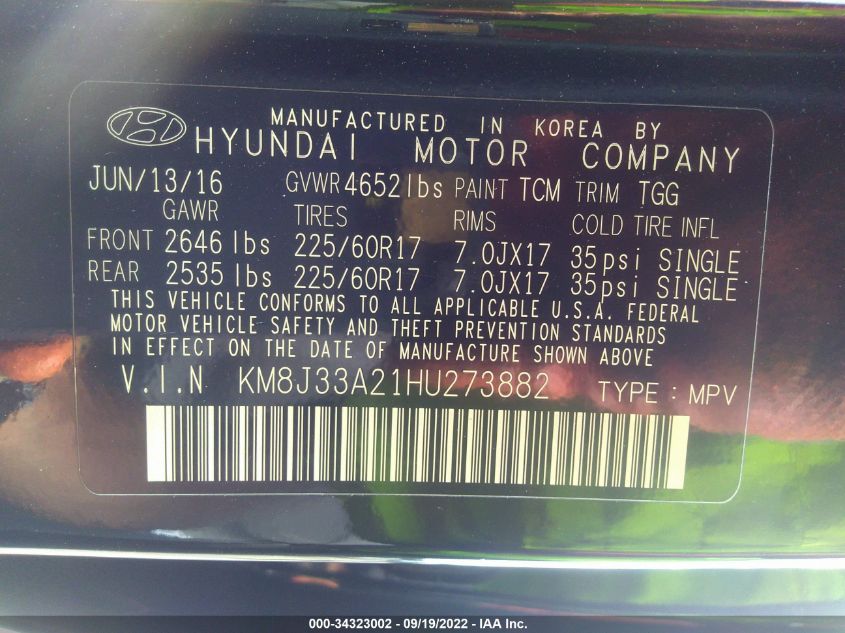 MANUFACTURED IN KOREA BY
HYUNDAI MOTOR COMPANY
JUN/13/16 GVWR 4652lbs PAINT TCM TRIM TGG
GAWR TIRES RIMS COLD TIRE INFL
FRONT 2646 lbs 225/60R17 7.0JX17 35psi SINGLE
REAR 2535 lbs 225/60R17 7.0JX17 35psi SINGLE
THIS VEHICLE CONFORMS TO ALL APPLICABLE U.S.A. FEDERAL
MOTOR VEHICLE SAFETY AND THEFT PREVENTION STANDARDS
IN EFFECT ON THE DATE OF MANUFACTURE SHOWN ABOVE
V.I.N KM8J33A21HU273882 TYPE : MPV
000-34323002 - 09/19/2022 - IAA Inc.